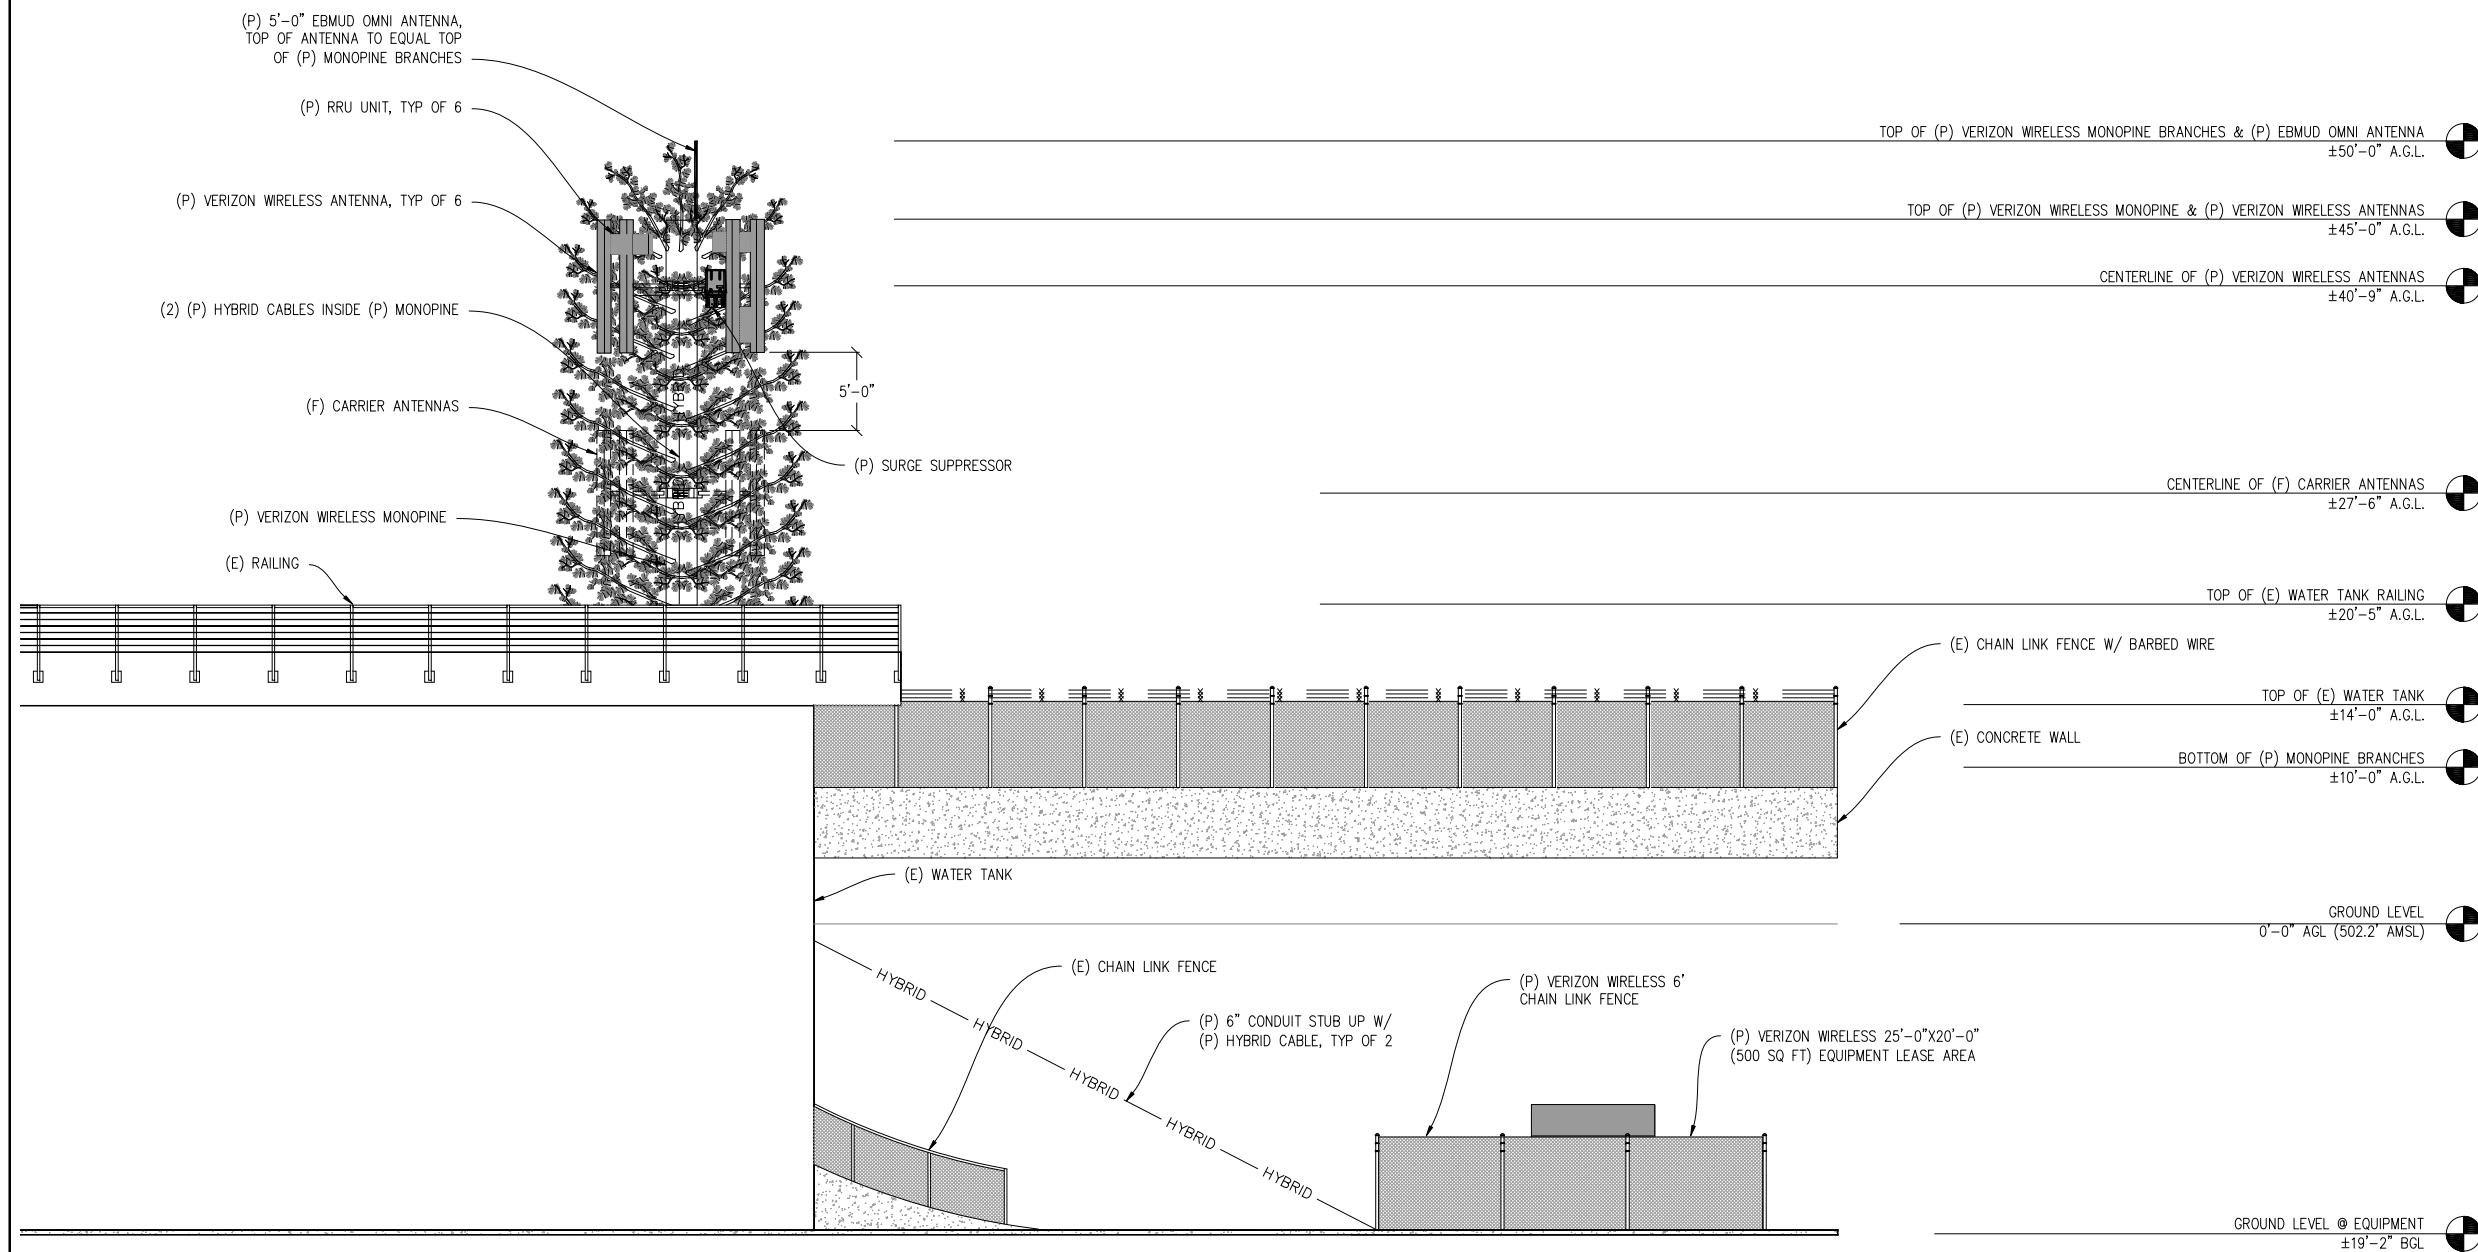 (P) 5'-0" EBMUD OMNI ANTENNA,
TOP OF ANTENNA TO EQUAL TOP
OF (P) MONOPINE BRANCHES
(P) RRU UNIT, TYP OF 6
(P) VERIZON WIRELESS ANTENNA, TYP OF 6
(2) (P) HYBRID CABLES INSIDE (P) MONOPINE
(F) CARRIER ANTENNAS
(P) VERIZON WIRELESS MONOPINE
(E) RAILING
HYBRID
HYBRID
5'-0"
(P) SURGE SUPPRESSOR
TOP OF (P) VERIZON WIRELESS MONOPINE BRANCHES & (P) EBMUD OMNI ANTENNA
±50'-0" A.G.L.
TOP OF (P) VERIZON WIRELESS MONOPINE & (P) VERIZON WIRELESS ANTENNAS
±45'-0" A.G.L.
CENTERLINE OF (P) VERIZON WIRELESS ANTENNAS
±40'-9" A.G.L.
CENTERLINE OF (F) CARRIER ANTENNAS
±27'-6" A.G.L.
TOP OF (E) WATER TANK RAILING
±20'-5" A.G.L.
(E) CHAIN LINK FENCE W/ BARBED WIRE
TOP OF (E) WATER TANK
±14'-0" A.G.L.
(E) CONCRETE WALL
BOTTOM OF (P) MONOPINE BRANCHES
±10'-0" A.G.L.
(E) WATER TANK
GROUND LEVEL
0'-0" AGL (502.2' AMSL)
(E) CHAIN LINK FENCE
HYBRID
HYBRID
HYBRID
HYBRID
HYBRID
(P) 6" CONDUIT STUB UP W/
(P) HYBRID CABLE, TYP OF 2
(P) VERIZON WIRELESS 6'
CHAIN LINK FENCE
(P) VERIZON WIRELESS 25'-0"X20'-0"
(500 SQ FT) EQUIPMENT LEASE AREA
GROUND LEVEL @ EQUIPMENT
±19'-2" BGL